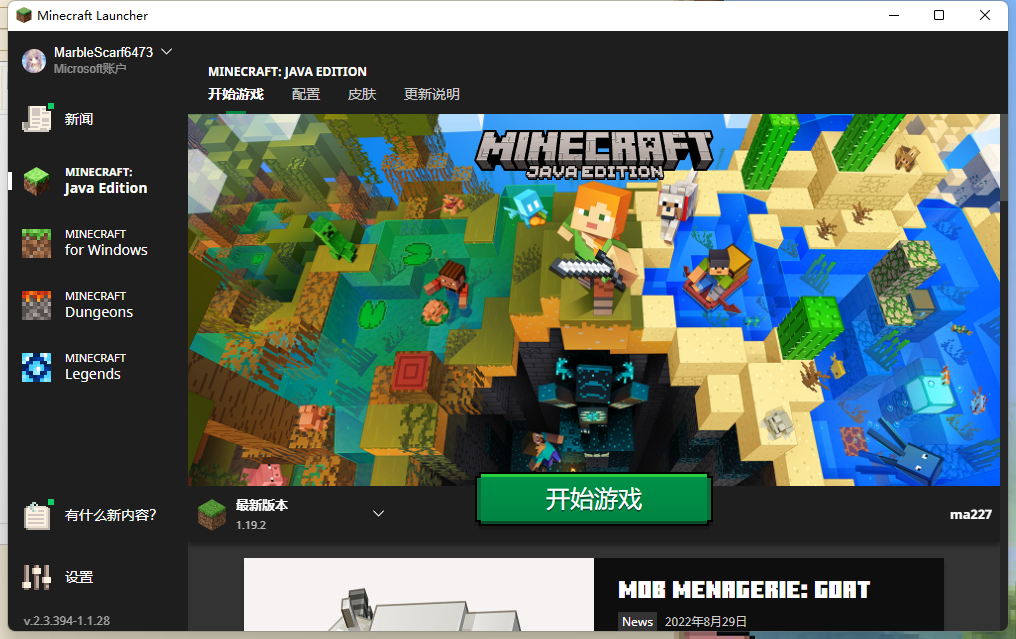 Minecraft Launcher
MarbleScarf6473
Microsoft账户
新闻
MINECRAFT:
Java Edition
MINECRAFT
for Windows
MINECRAFT
Dungeons
MINECRAFT
Legends
有什么新内容?
设置
v.2.3.394-1.1.28
MINECRAFT: JAVA EDITION
开始游戏 配置 皮肤 更新说明
MINECRAFT
JAVA EDITION
最新版本
1.19.2
开始游戏
ma227
MOB MENAGERIE: GOAT
News 2022年8月29日